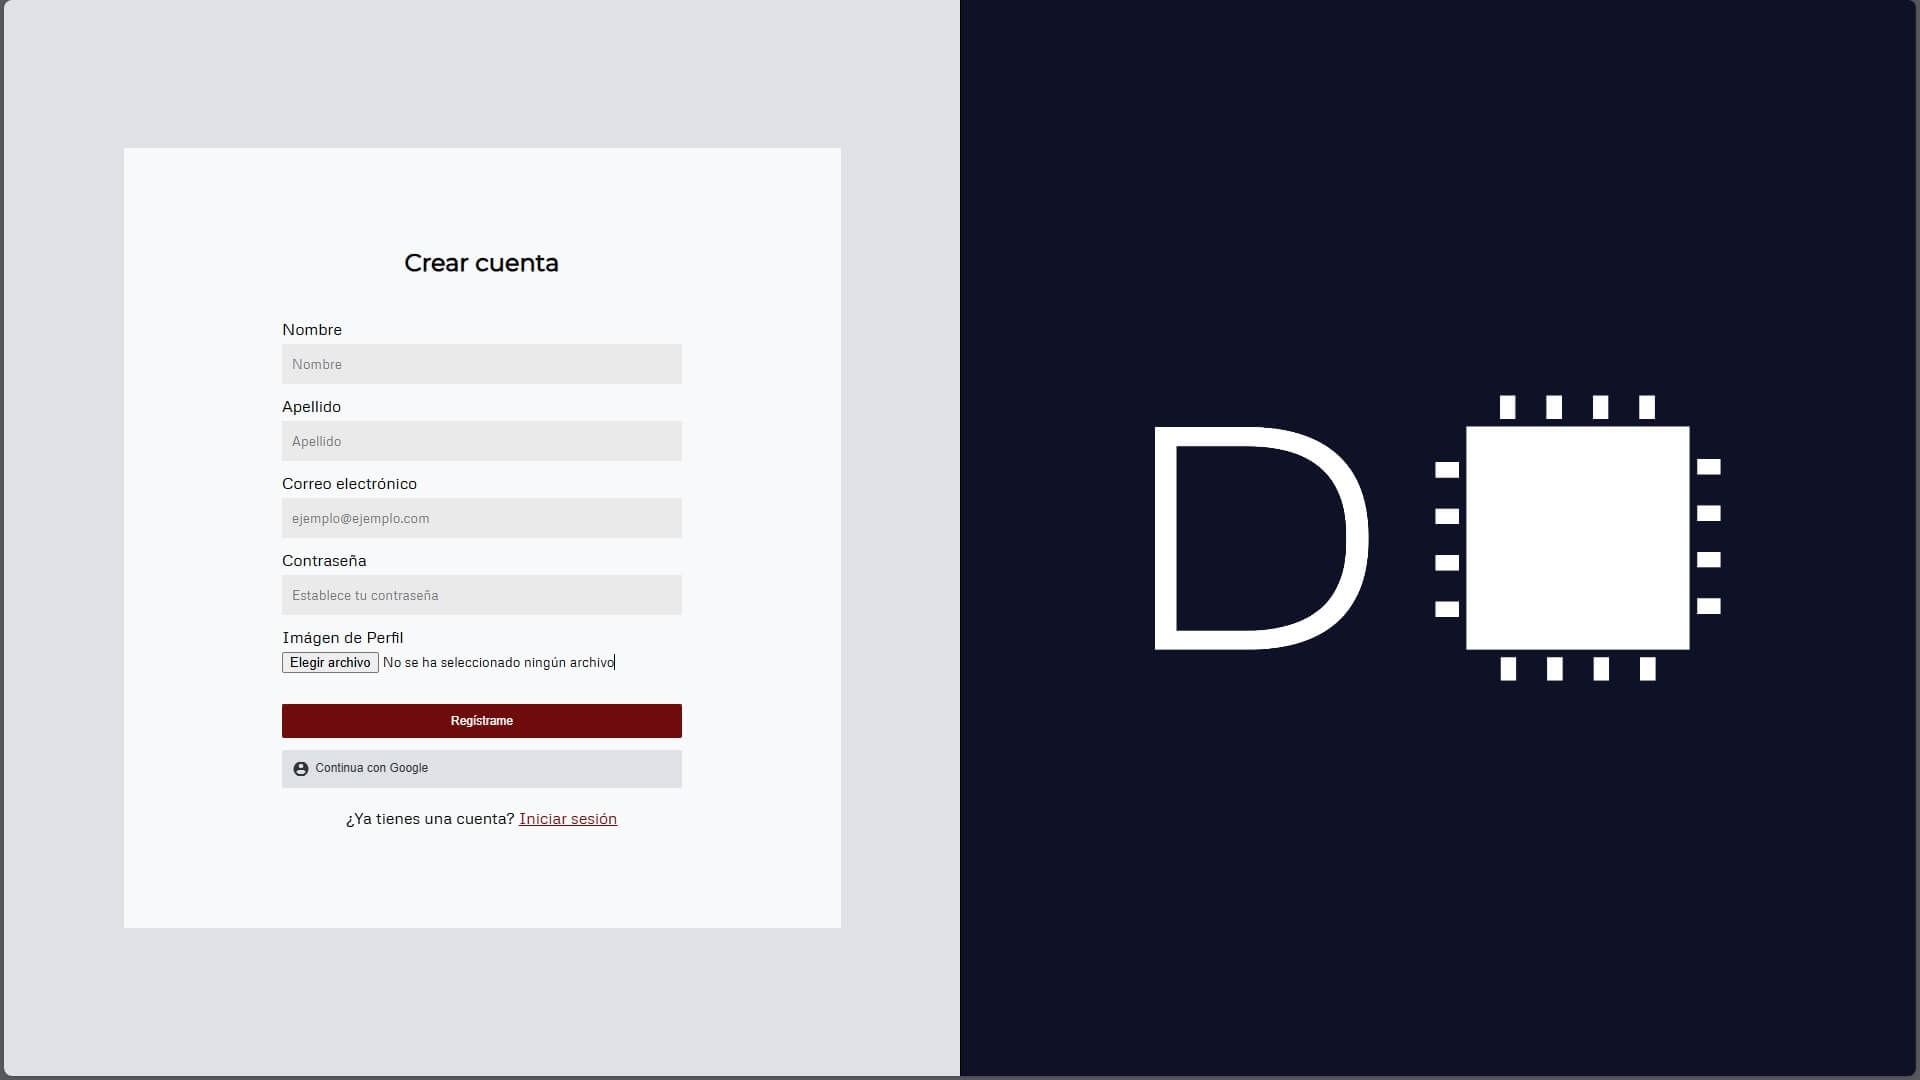 Crear cuenta
Nombre
Nombre
Apellido
Apellido
Correo electrónico
ejemplo@ejemplo.com
Contraseña
Establece tu contraseña
Imágen de Perfil
Elegir archivo No se ha seleccionado ningún archivo
Regístrame
Continua con Google
¿Ya tienes una cuenta? Iniciar sesión
D